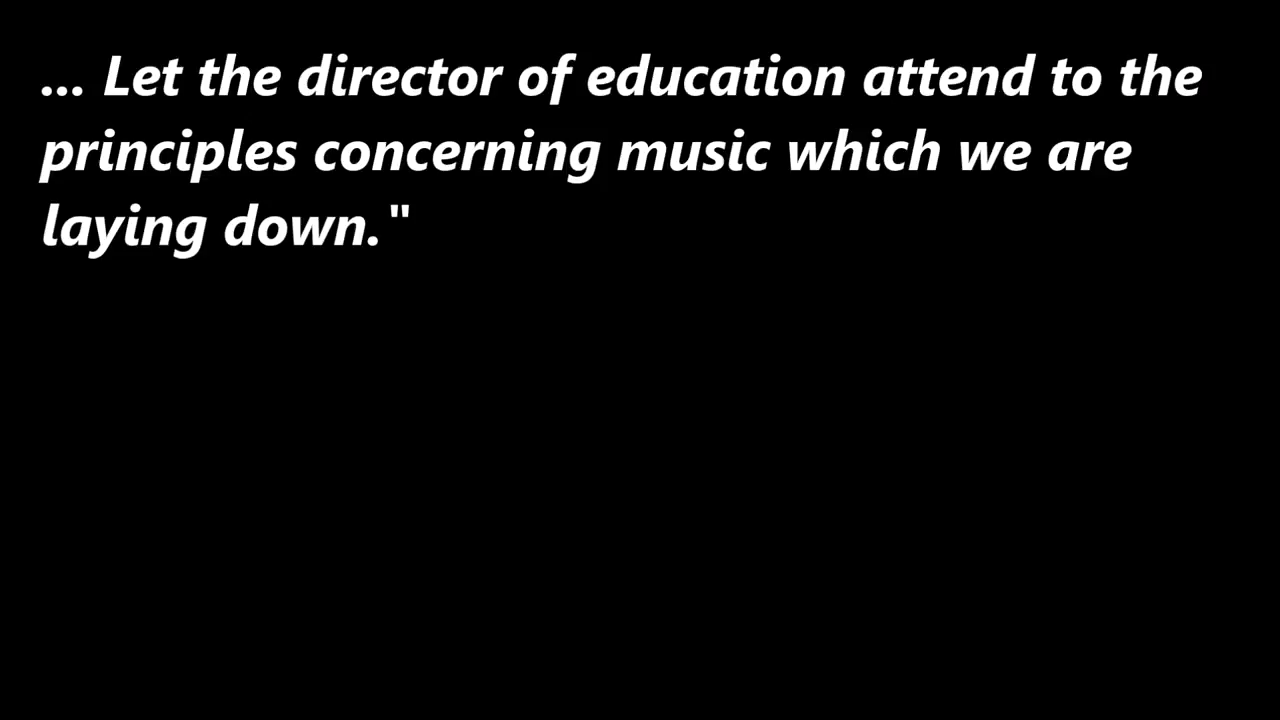 ... Let the director of education attend to the
principles concerning music which we are
laying down."